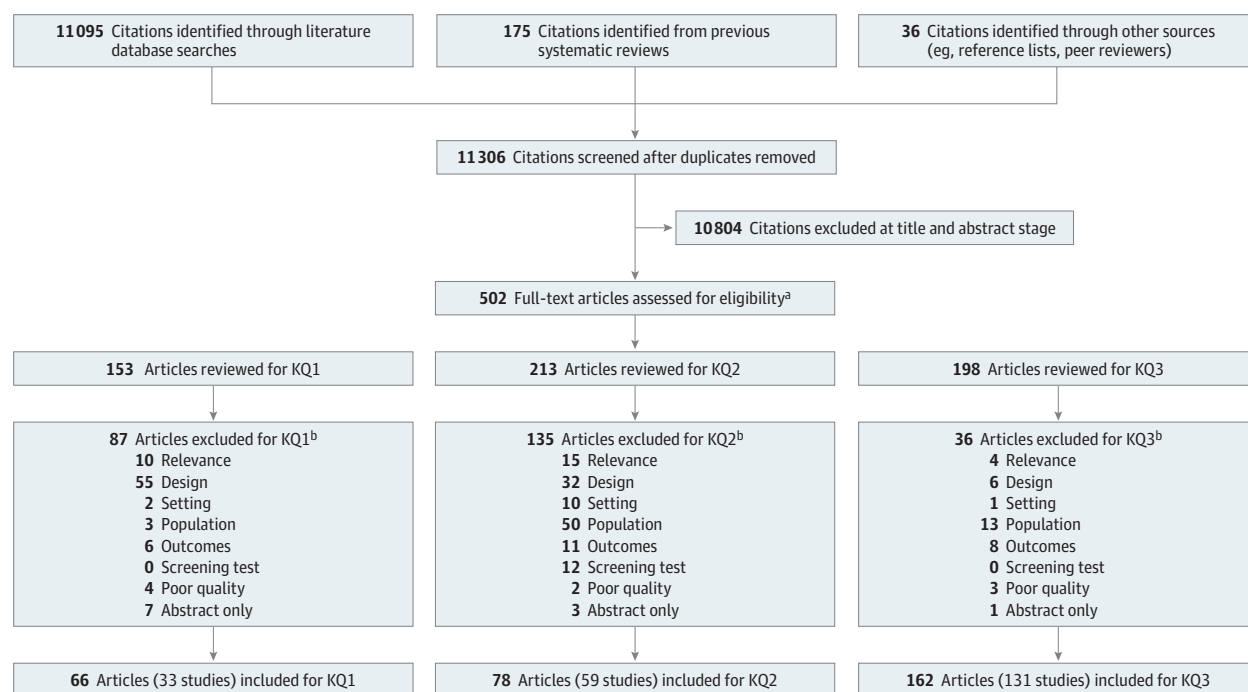 11095 Citations identified through literature
database searches
175 Citations identified from previous
systematic reviews
36 Citations identified through other sources
(eg, reference lists, peer reviewers)
11306 Citations screened after duplicates removed
10804 Citations excluded at title and abstract stage
502 Full-text articles assessed for eligibilityᵃ
153 Articles reviewed for KQ1
213 Articles reviewed for KQ2
198 Articles reviewed for KQ3
87 Articles excluded for KQ1ᵇ
10 Relevance
55 Design
2 Setting
3 Population
6 Outcomes
0 Screening test
4 Poor quality
7 Abstract only
135 Articles excluded for KQ2ᵇ
15 Relevance
32 Design
10 Setting
50 Population
11 Outcomes
12 Screening test
2 Poor quality
3 Abstract only
36 Articles excluded for KQ3ᵇ
4 Relevance
6 Design
1 Setting
13 Population
8 Outcomes
0 Screening test
3 Poor quality
1 Abstract only
66 Articles (33 studies) included for KQ1
78 Articles (59 studies) included for KQ2
162 Articles (131 studies) included for KQ3